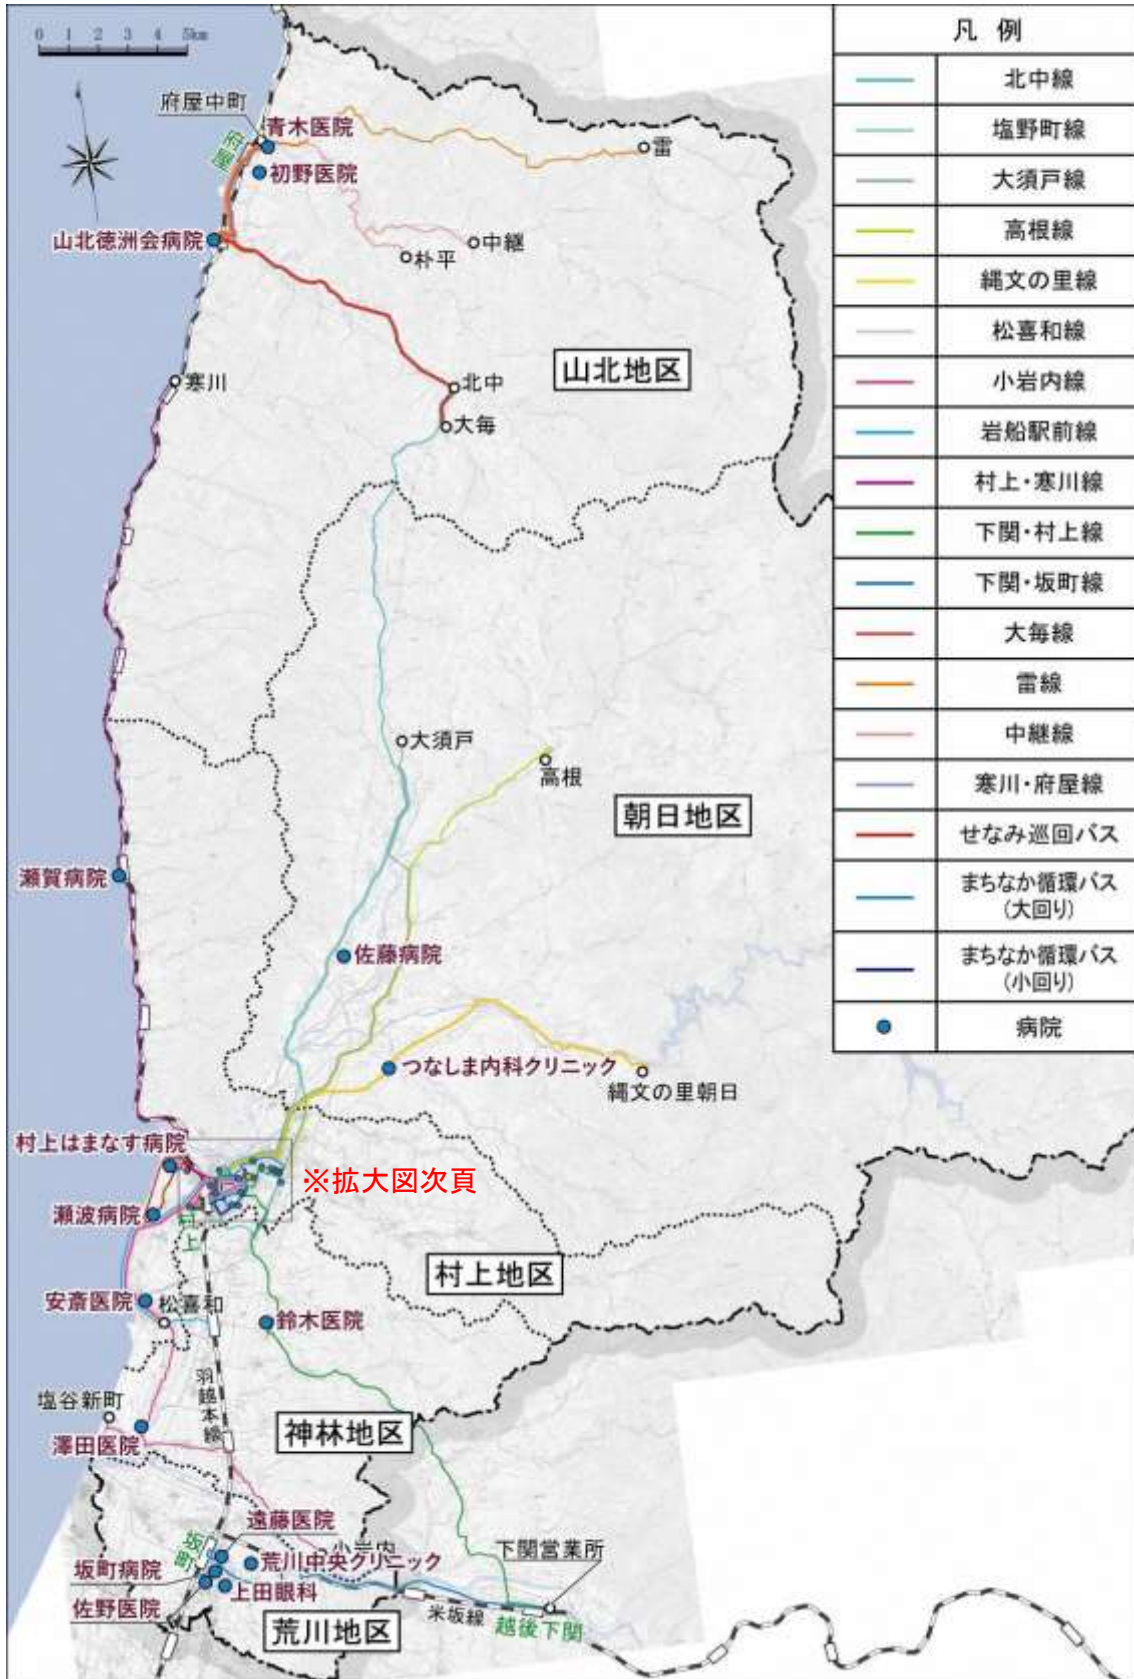 0 1 2 3 4 5km
府屋中町
青木医院
府屋
初野医院
雷
山北徳洲会病院
中継
朴平
山北地区
寒川
北中
大毎
大須戸
高根
朝日地区
瀬賀病院
佐藤病院
つなしま内科クリニック
縄文の里朝日
村上はまなす病院
※拡大図次頁
瀬波病院
村上
村上地区
安斎医院
松喜和
鈴木医院
羽越本線
塩谷新町
澤田医院
神林地区
遠藤医院
坂町
小岩内
下関営業所
坂町病院
荒川中央クリニック
上田眼科
佐野医院
米坂線
越後下関
荒川地区
凡 例
北中線
塩野町線
大須戸線
高根線
縄文の里線
松喜和線
小岩内線
岩船駅前線
村上・寒川線
下関・村上線
下関・坂町線
大毎線
雷線
中継線
寒川・府屋線
せなみ巡回バス
まちなか循環バス
(大回り)
まちなか循環バス
(小回り)
病院